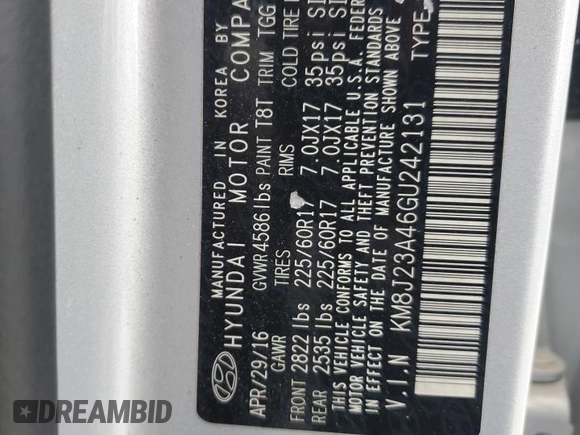 MANUFACTURED IN KOREA BY
HYUNDAI MOTOR COMPA
APR/29/16 GVWR 4586 lbs PAINT T8T TRIM TGG
GAWR TIRES RIMS COLD TIRE
FRONT 2822 lbs 225/60R17 7.0JX17 35psi
REAR 2535 lbs 225/60R17 7.0JX17 35psi
THIS VEHICLE CONFORMS TO ALL APPLICABLE U.S.A. FEDER
MOTOR VEHICLE SAFETY AND THEFT PREVENTION STANDARDS
ON THE DATE OF MANUFACTURE SHOWN ABOVE
V.I.N KM8J23A46GU242131 TYPE
DREAMBID